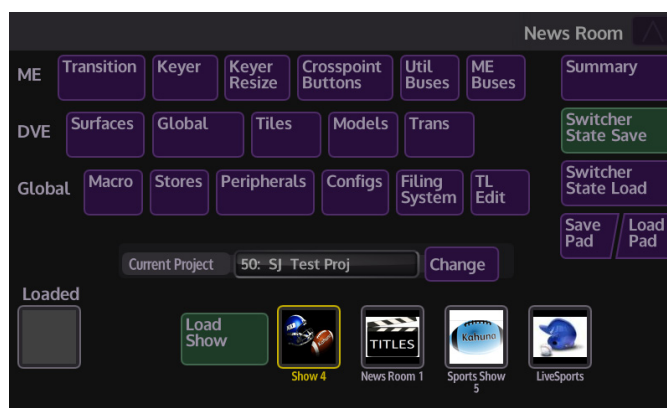 News Room
ME
Transition
Keyer
Keyer
Resize
Crosspoint
Buttons
Util
Buses
ME
Buses
Summary
DVE
Surfaces
Global
Tiles
Models
Trans
Switcher
State Save
Global
Macro
Stores
Peripherals
Configs
Filing
System
TL
Edit
Switcher
State Load
Save
Pad
Load
Pad
Current Project
50: SJ Test Proj
Change
Loaded
Load
Show
TITLES
Kahuna
Show 4
News Room 1
Sports Show
5
LiveSports